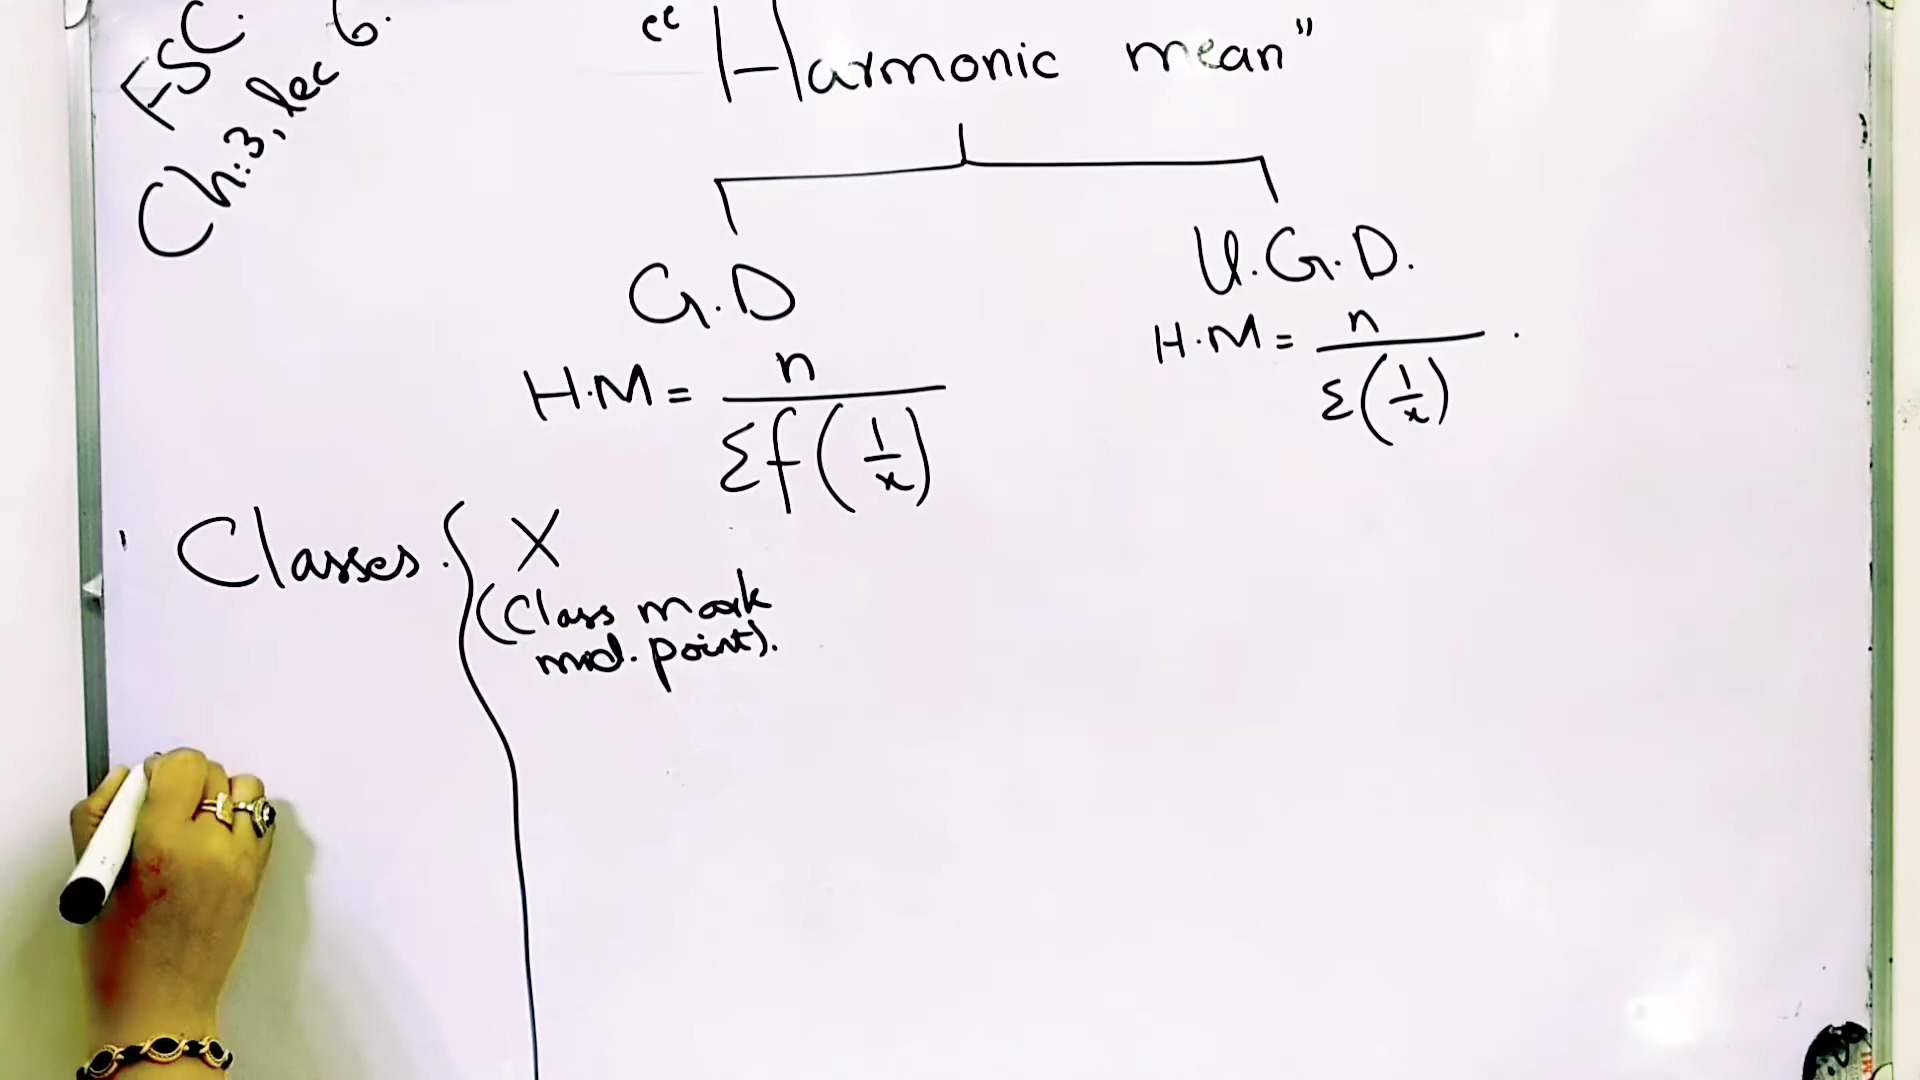 FSC.
Ch:3, lec 6.
"Harmonic mean"
G.D
H.M = n / Σf(1/x)
U.G.D.
H.M = n / Σ(1/x) .
Classes. { X
(Class mark
mid. point).